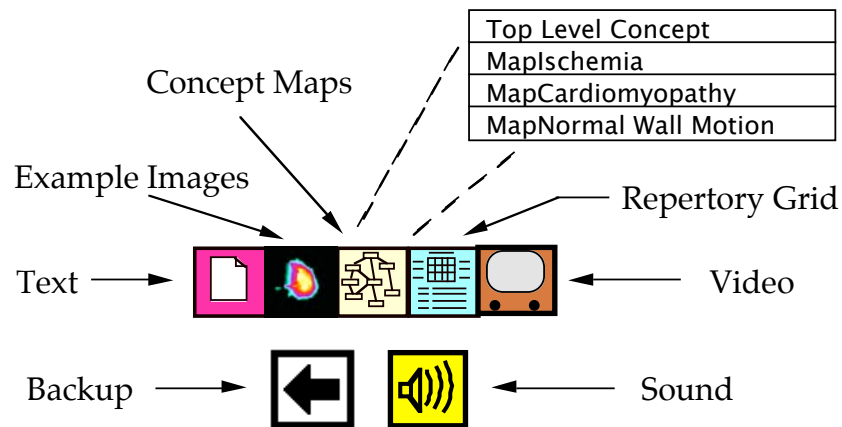 Top Level Concept
MapIschemia
MapCardiomyopathy
MapNormal Wall Motion
Concept Maps
Example Images
Repertory Grid
Text
Video
Backup
Sound